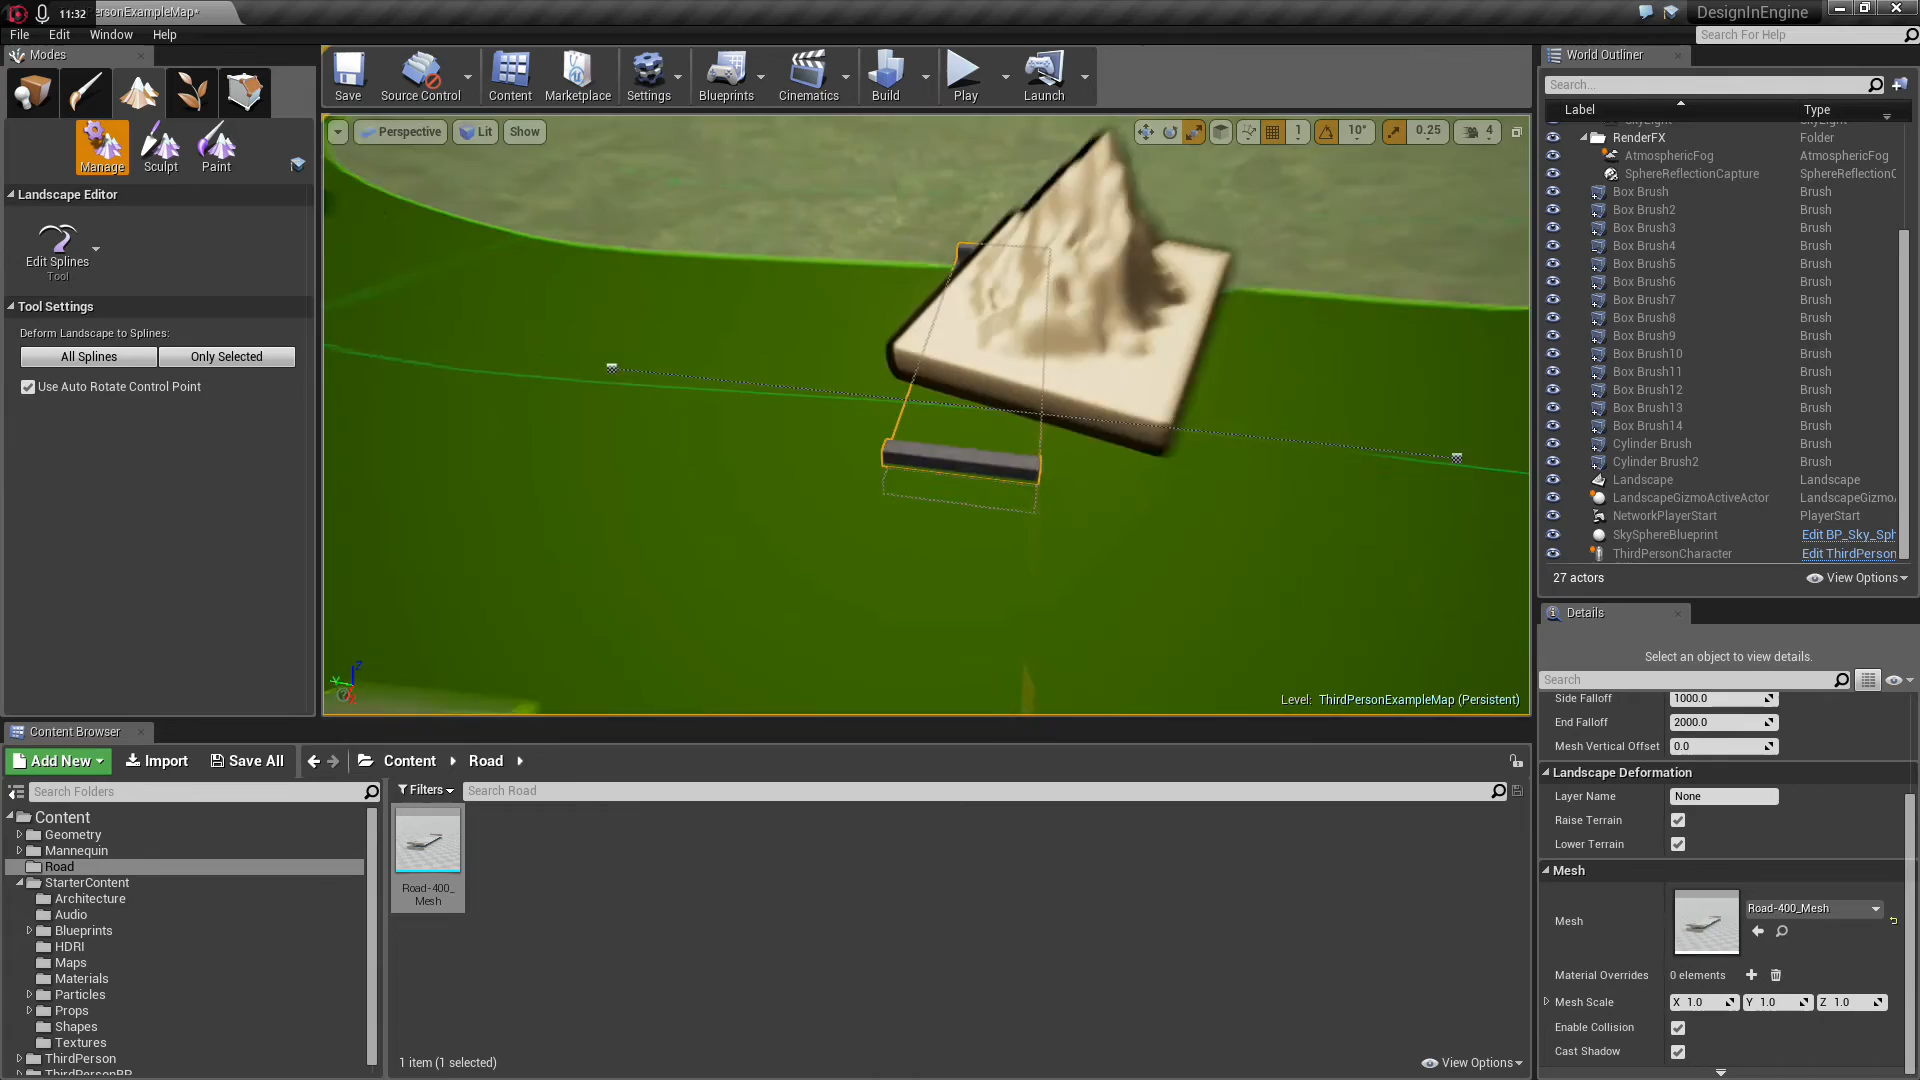 11:32
PersonExampleMap*
DesignInEngine
File Edit Window Help
Search For Help
Modes
Manage Sculpt Paint
Landscape Editor
Edit Splines
Tool
Tool Settings
Deform Landscape to Splines:
All Splines Only Selected
Use Auto Rotate Control Point
Save Source Control Content Marketplace Settings Blueprints Cinematics Build Play Launch
Perspective Lit Show
1 10° 0.25 4
Level: ThirdPersonExampleMap (Persistent)
World Outliner
Search...
Label Type
RenderFX Folder
AtmosphericFog AtmosphericFog
SphereReflectionCapture SphereReflectionC
Box Brush Brush
Box Brush2 Brush
Box Brush3 Brush
Box Brush4 Brush
Box Brush5 Brush
Box Brush6 Brush
Box Brush7 Brush
Box Brush8 Brush
Box Brush9 Brush
Box Brush10 Brush
Box Brush11 Brush
Box Brush12 Brush
Box Brush13 Brush
Box Brush14 Brush
Cylinder Brush Brush
Cylinder Brush2 Brush
Landscape Landscape
LandscapeGizmoActiveActor LandscapeGizmo
NetworkPlayerStart PlayerStart
SkySphereBlueprint Edit BP_Sky_Sph
ThirdPersonCharacter Edit ThirdPerson
27 actors View Options
Details
Select an object to view details.
Search
Side Falloff 1000.0
End Falloff 2000.0
Mesh Vertical Offset 0.0
Landscape Deformation
Layer Name None
Raise Terrain
Lower Terrain
Mesh
Mesh Road-400_Mesh
Material Overrides 0 elements
Mesh Scale X 1.0 Y 1.0 Z 1.0
Enable Collision
Cast Shadow
Content Browser
Add New Import Save All Content Road
Search Folders
Filters Search Road
Content
Geometry
Mannequin
Road
StarterContent
Architecture
Audio
Blueprints
HDRI
Maps
Materials
Particles
Props
Shapes
Textures
ThirdPerson
ThirdPersonBP
Road-400_
Mesh
1 item (1 selected)
View Options